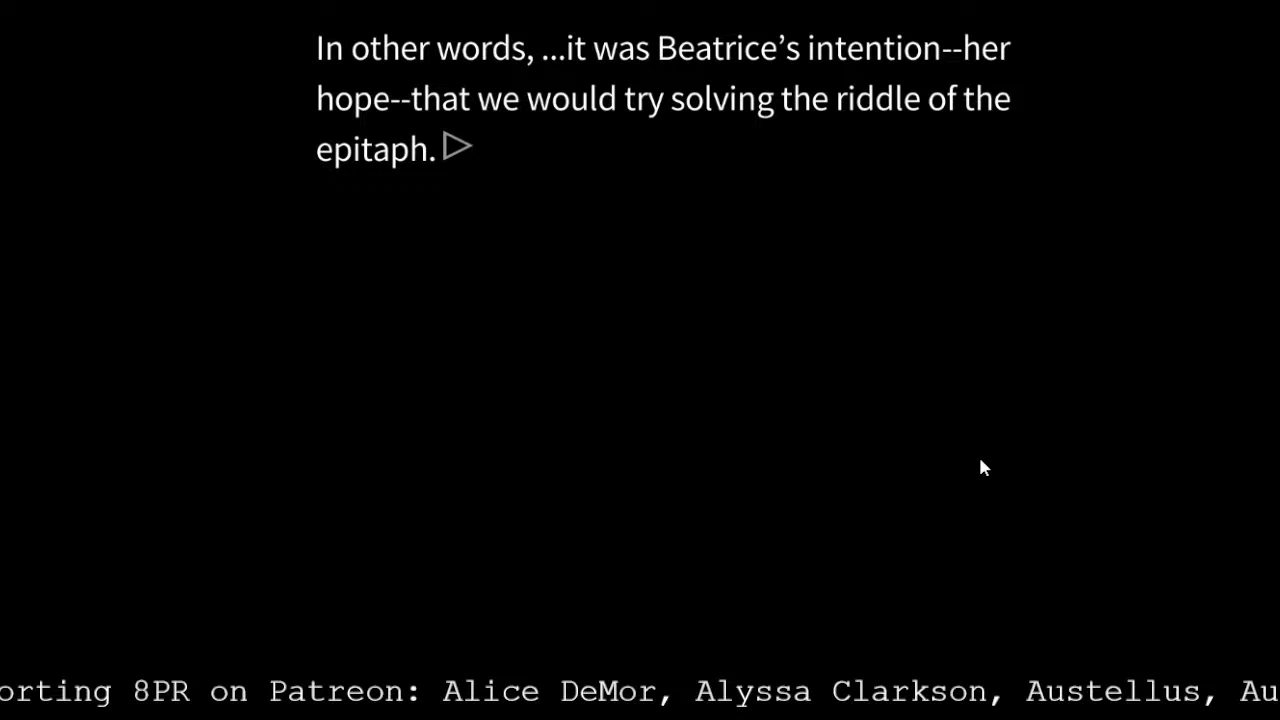 In other words, ...it was Beatrice’s intention--her
hope--that we would try solving the riddle of the
epitaph.
orting 8PR on Patreon: Alice DeMor, Alyssa Clarkson, Austellus, Au